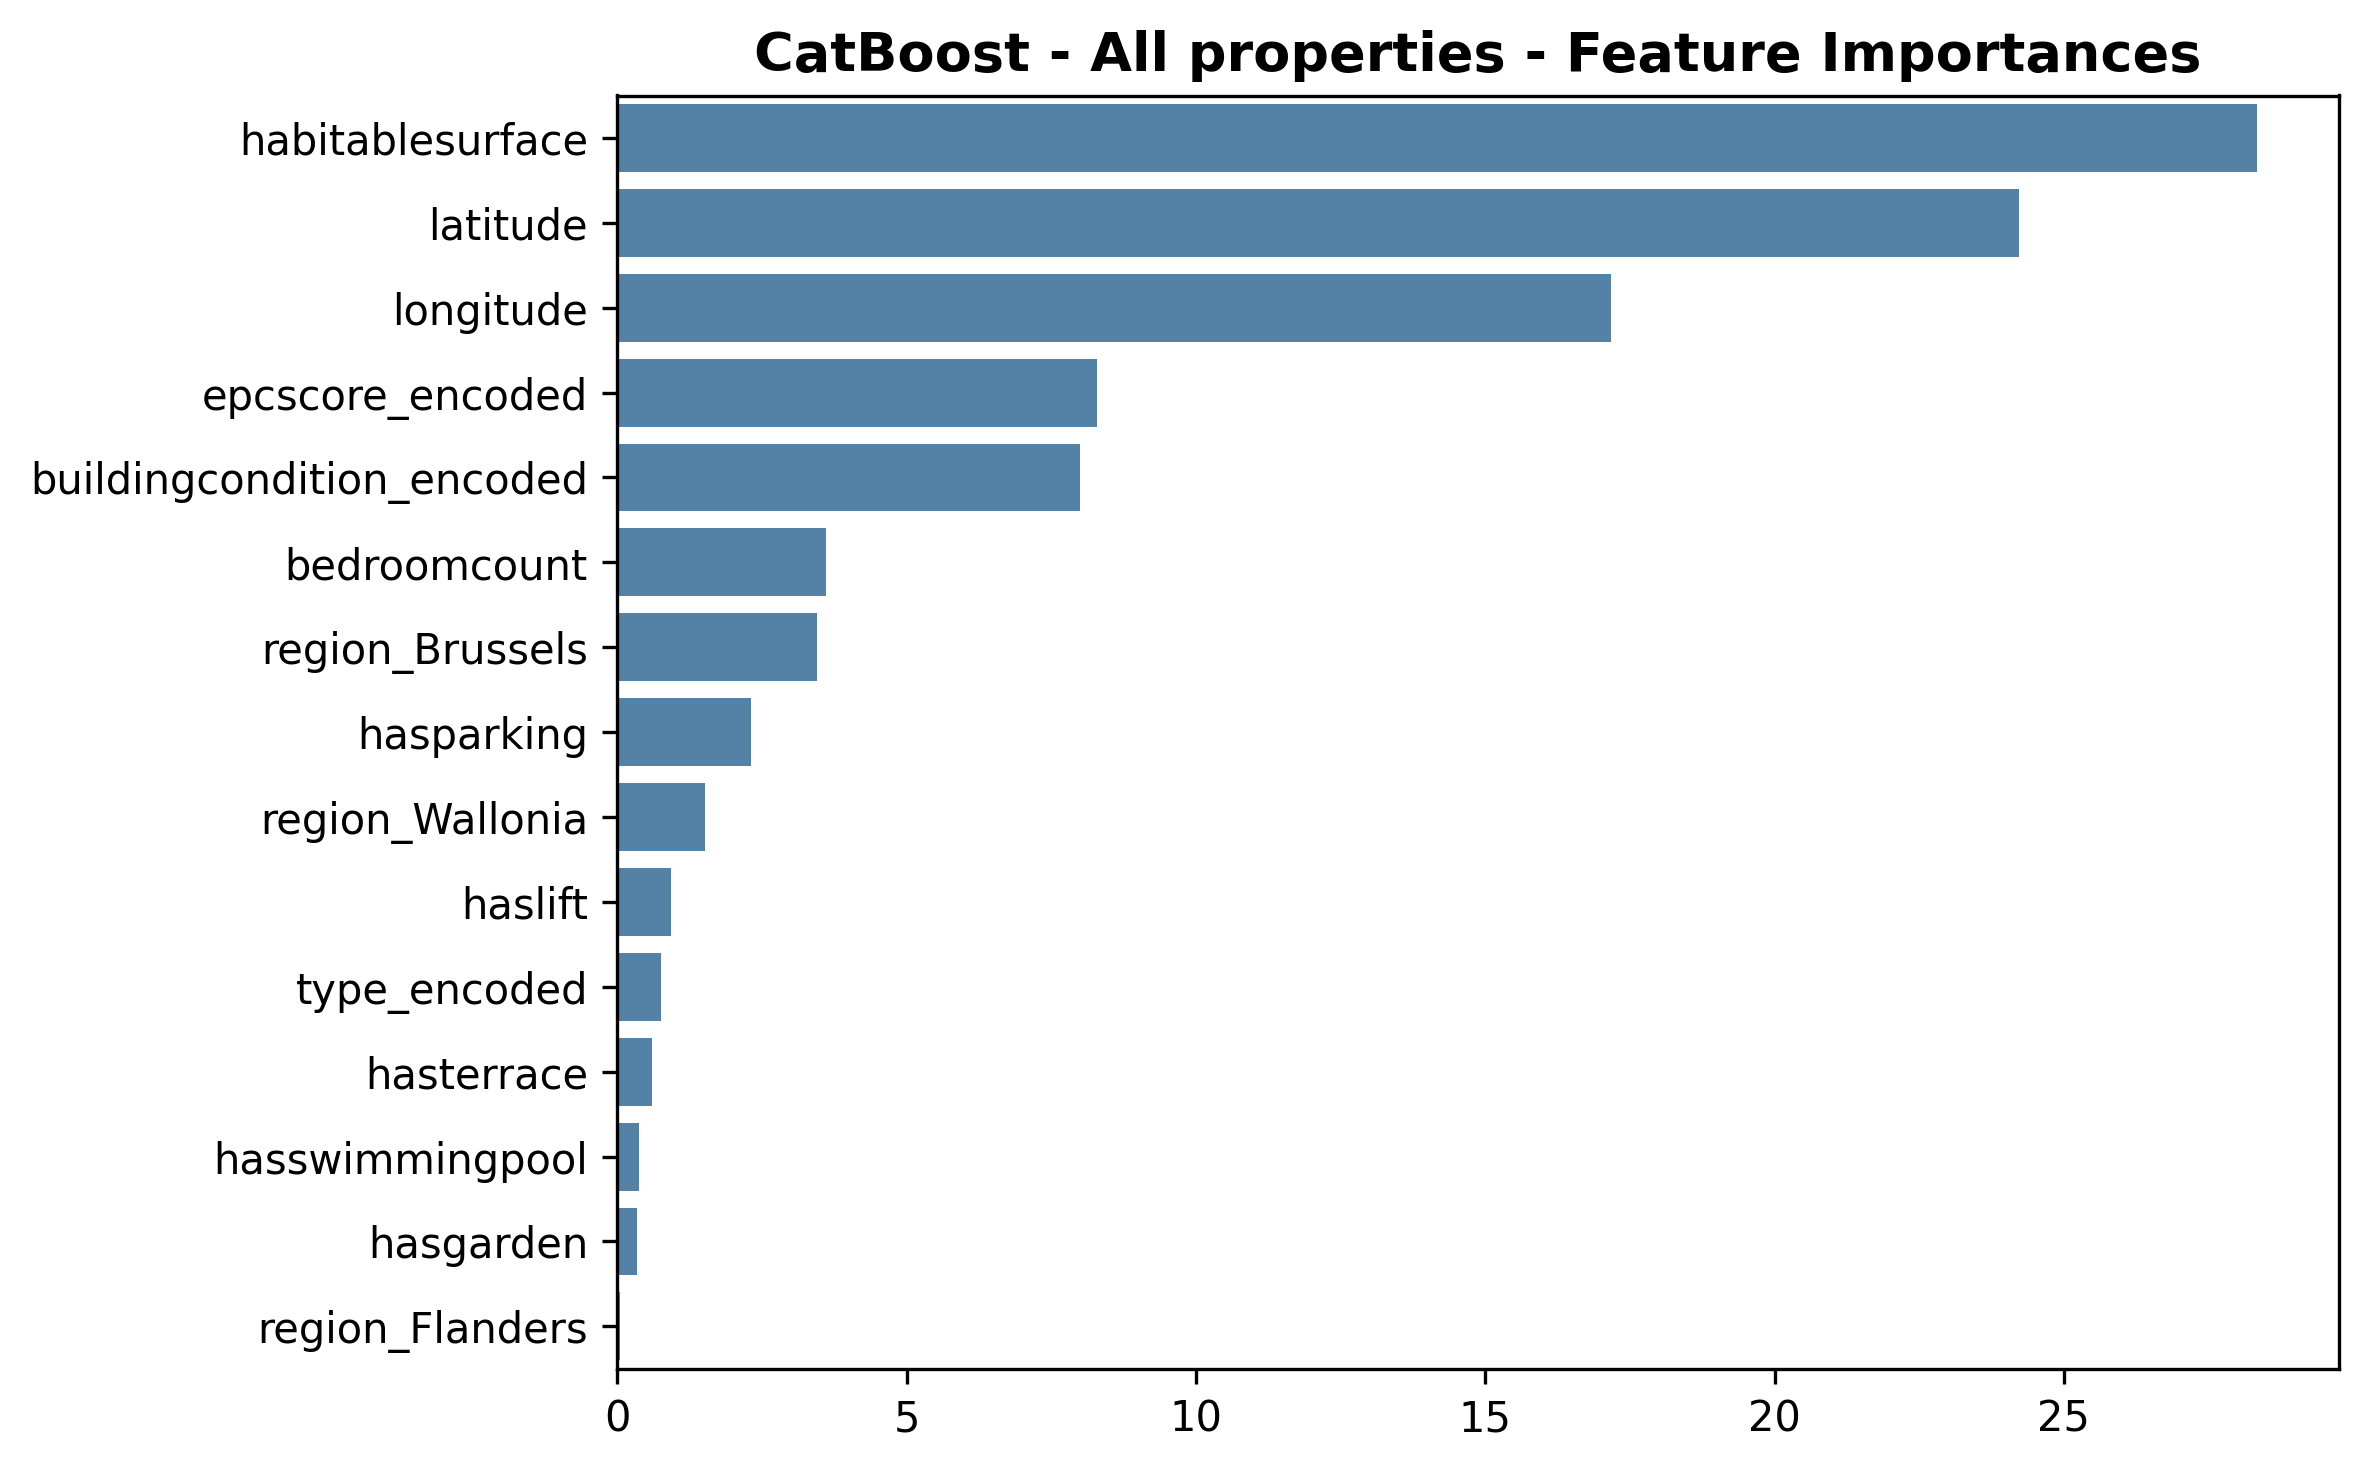 CatBoost - All properties - Feature Importances
habitablesurface
latitude
longitude
epcscore_encoded
buildingcondition_encoded
bedroomcount
region_Brussels
hasparking
region_Wallonia
haslift
type_encoded
hasterrace
hasswimmingpool
hasgarden
region_Flanders
0 5 10 15 20 25